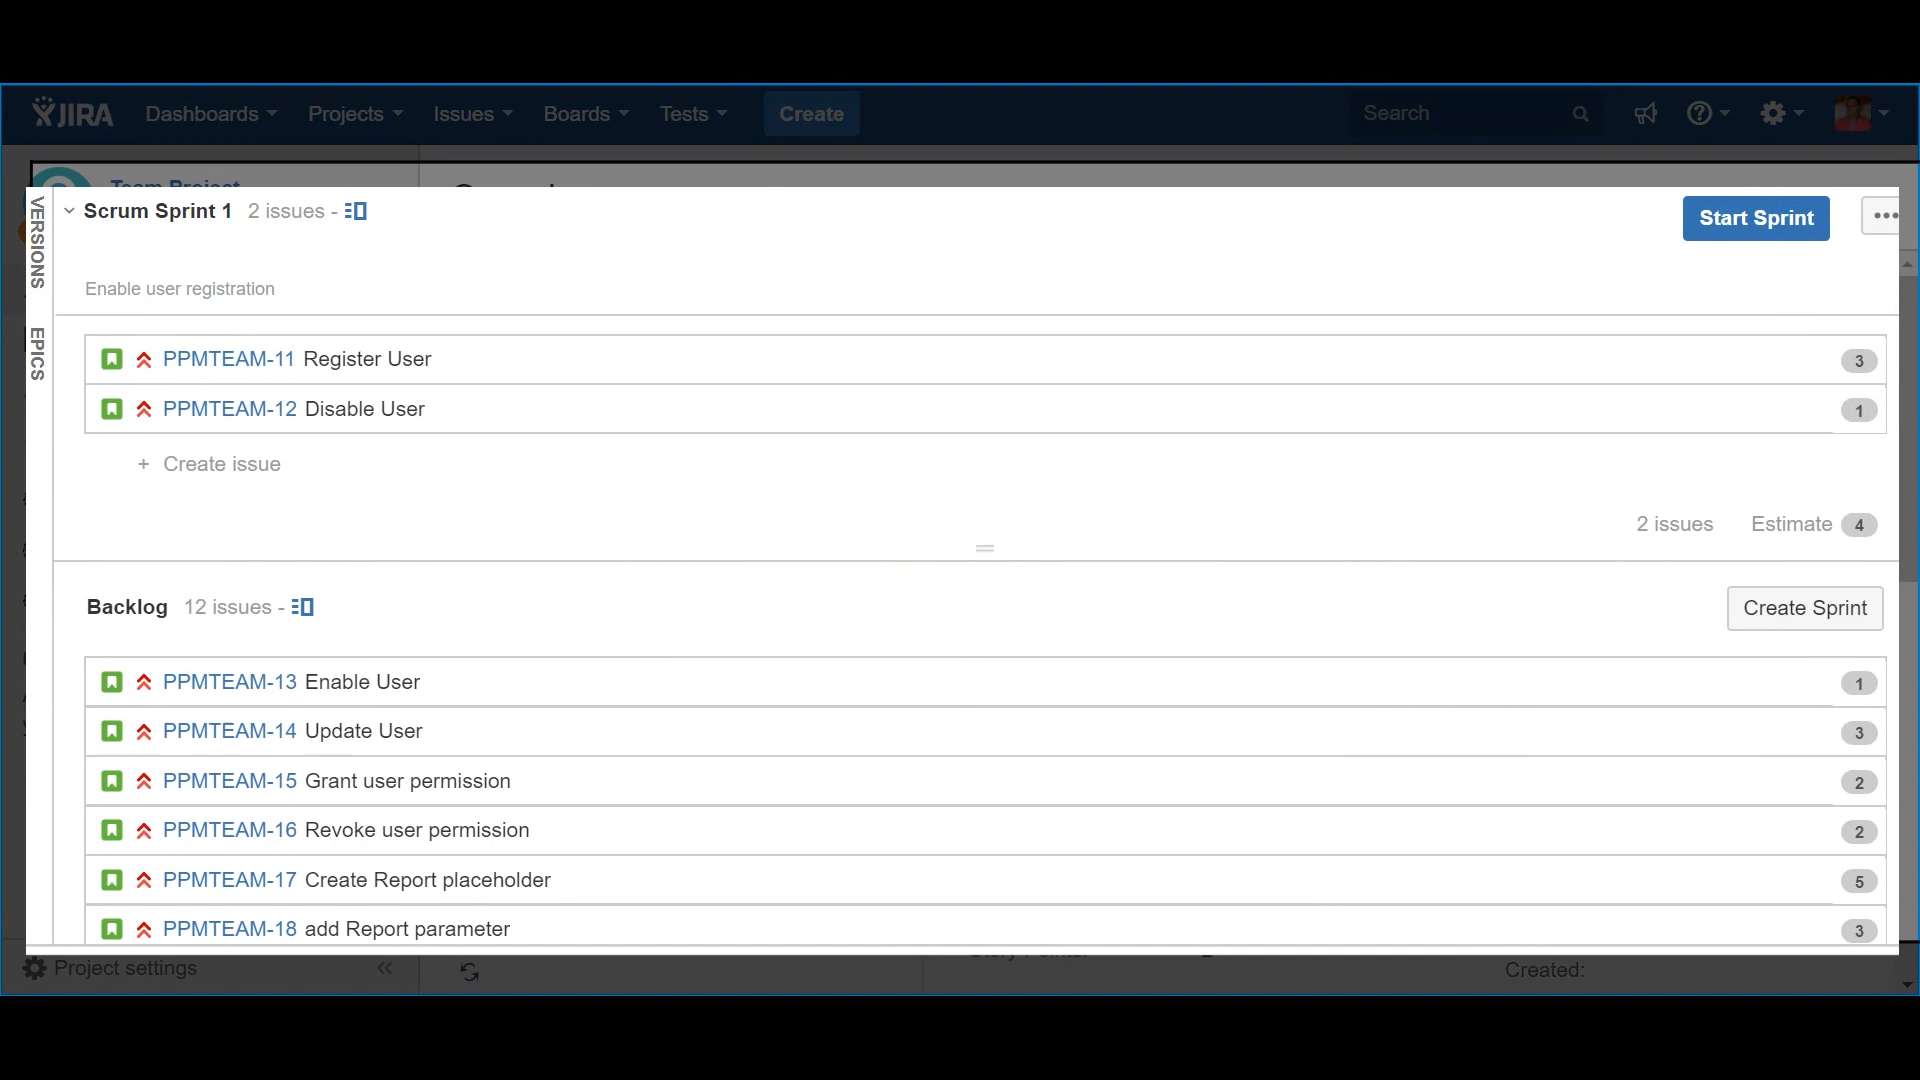 JIRA Dashboards Projects Issues Boards Tests Create Search
Team Project
VERSIONS
EPICS
Scrum Sprint 1 2 issues -
Start Sprint
Enable user registration
PPMTEAM-11 Register User 3
PPMTEAM-12 Disable User 1
+ Create issue
2 issues Estimate 4
Backlog 12 issues -
Create Sprint
PPMTEAM-13 Enable User 1
PPMTEAM-14 Update User 3
PPMTEAM-15 Grant user permission 2
PPMTEAM-16 Revoke user permission 2
PPMTEAM-17 Create Report placeholder 5
PPMTEAM-18 add Report parameter 3
Project settings
Created: